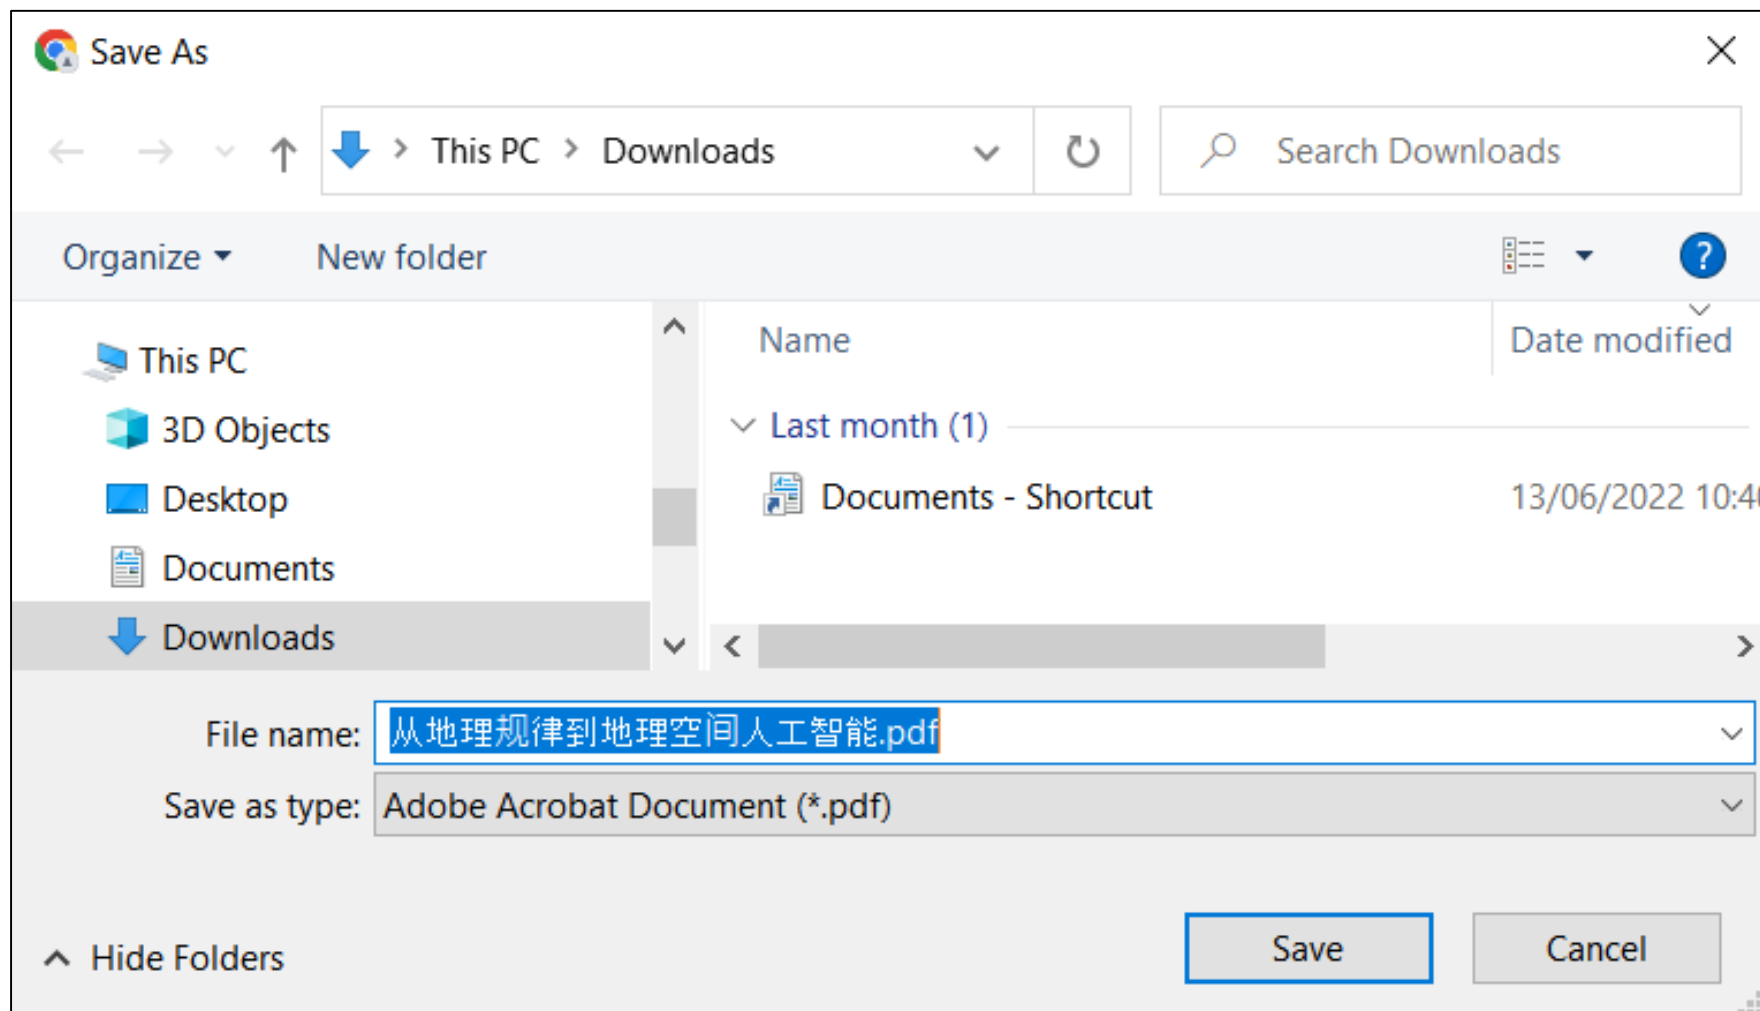 Save As
This PC > Downloads
Search Downloads
Organize
New folder
?
This PC
3D Objects
Desktop
Documents
Downloads
Name
Date modified
Last month (1)
Documents - Shortcut
13/06/2022 10:40
File name: 从地理规律到地理空间人工智能.pdf
Save as type: Adobe Acrobat Document (*.pdf)
Hide Folders
Save
Cancel